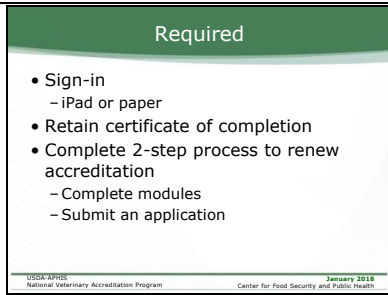 Required
• Sign-in
– iPad or paper
• Retain certificate of completion
• Complete 2-step process to renew
accreditation
– Complete modules
– Submit an application
USDA-APHIS
National Veterinary Accreditation Program
January 2018
Center for Food Security and Public Health